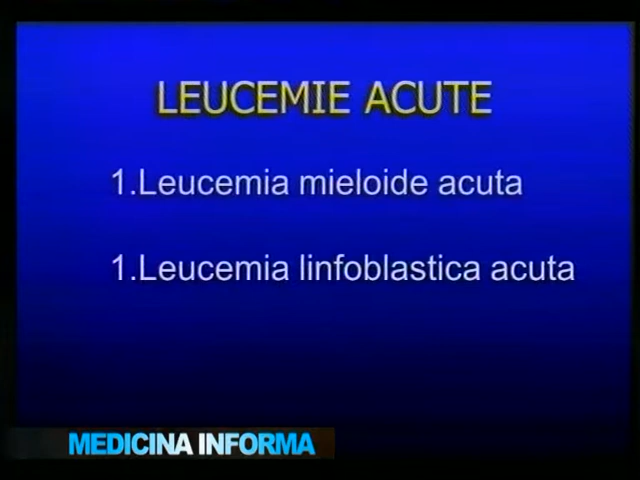 LEUCEMIE ACUTE
1.Leucemia mieloide acuta
1.Leucemia linfoblastica acuta
MEDICINA INFORMA